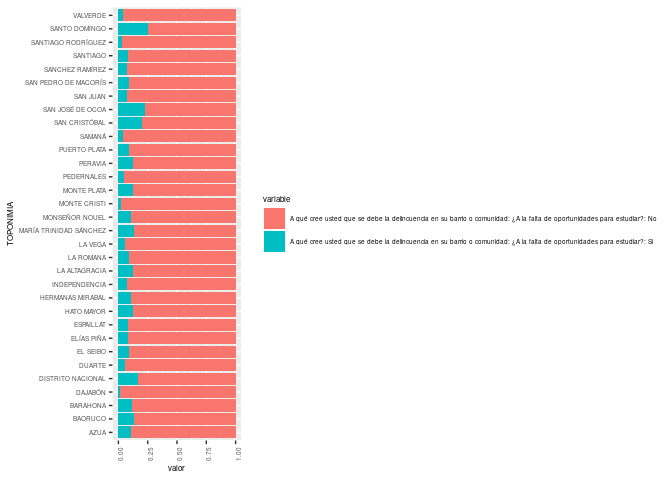 VALVERDE
SANTO DOMINGO
SANTIAGO RODRÍGUEZ
SANTIAGO
SANCHEZ RAMÍREZ
SAN PEDRO DE MACORÍS
SAN JUAN
SAN JOSÉ DE OCOA
SAN CRISTÓBAL
SAMANÁ
PUERTO PLATA
PERAVIA
PEDERNALES
MONTE PLATA
MONTE CRISTI
MONSEÑOR NOUEL
MARÍA TRINIDAD SÁNCHEZ
LA VEGA
LA ROMANA
LA ALTAGRACIA
INDEPENDENCIA
HERMANAS MIRABAL
HATO MAYOR
ESPAILLAT
ELÍAS PIÑA
EL SEIBO
DUARTE
DISTRITO NACIONAL
DAJABÓN
BARAHONA
BAORUCO
AZUA
TOPONIMIA
0.00
0.25
0.50
0.75
1.00
valor
variable
A qué cree usted que se debe la delincuencia en su barrio o comunidad: ¿A la falta de oportunidades para estudiar?: No
A qué cree usted que se debe la delincuencia en su barrio o comunidad: ¿A la falta de oportunidades para estudiar?: Si